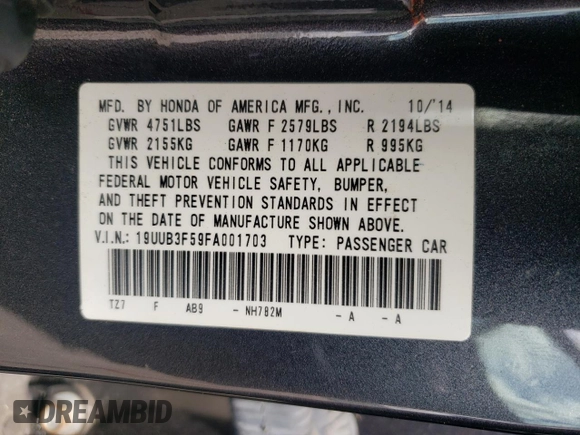 MFD. BY HONDA OF AMERICA MFG., INC. 10/'14
GVWR 4751LBS GAWR F 2579LBS R 2194LBS
GVWR 2155KG GAWR F 1170KG R 995KG
THIS VEHICLE CONFORMS TO ALL APPLICABLE
FEDERAL MOTOR VEHICLE SAFETY, BUMPER,
AND THEFT PREVENTION STANDARDS IN EFFECT
ON THE DATE OF MANUFACTURE SHOWN ABOVE.
V.I.N.: 19UUB3F59FA001703 TYPE: PASSENGER CAR
TZ7 F AB9 - NH782M - A - A
DREAMBID